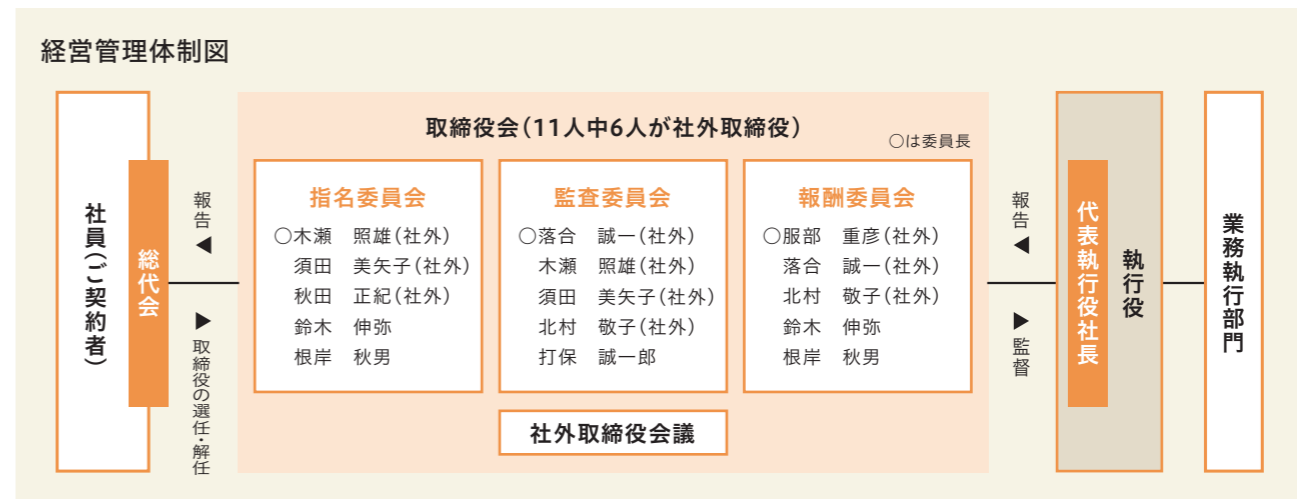 経営管理体制図
社員(ご契約者)
総代会
報告◀
▶取締役の選任・解任
取締役会(11人中6人が社外取締役)
○は委員長
指名委員会
○木瀬 照雄(社外)
須田 美矢子(社外)
秋田 正紀(社外)
鈴木 伸弥
根岸 秋男
監査委員会
○落合 誠一(社外)
木瀬 照雄(社外)
須田 美矢子(社外)
北村 敬子(社外)
打保 誠一郎
報酬委員会
○服部 重彦(社外)
落合 誠一(社外)
北村 敬子(社外)
鈴木 伸弥
根岸 秋男
社外取締役会議
報告◀
▶監督
代表執行役社長
執行役
業務執行部門